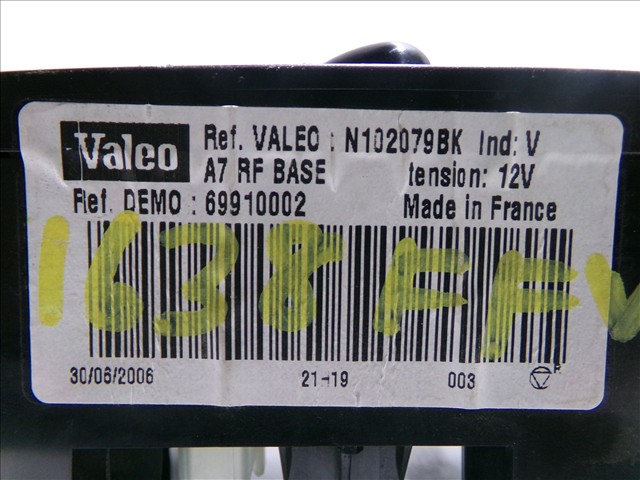 Valeo
Ref. VALEO : N102079BK Ind: V
A7 RF BASE tension: 12V
Ref. DEMO : 69910002 Made in France
1638FFV
30/06/2006 21-19 003